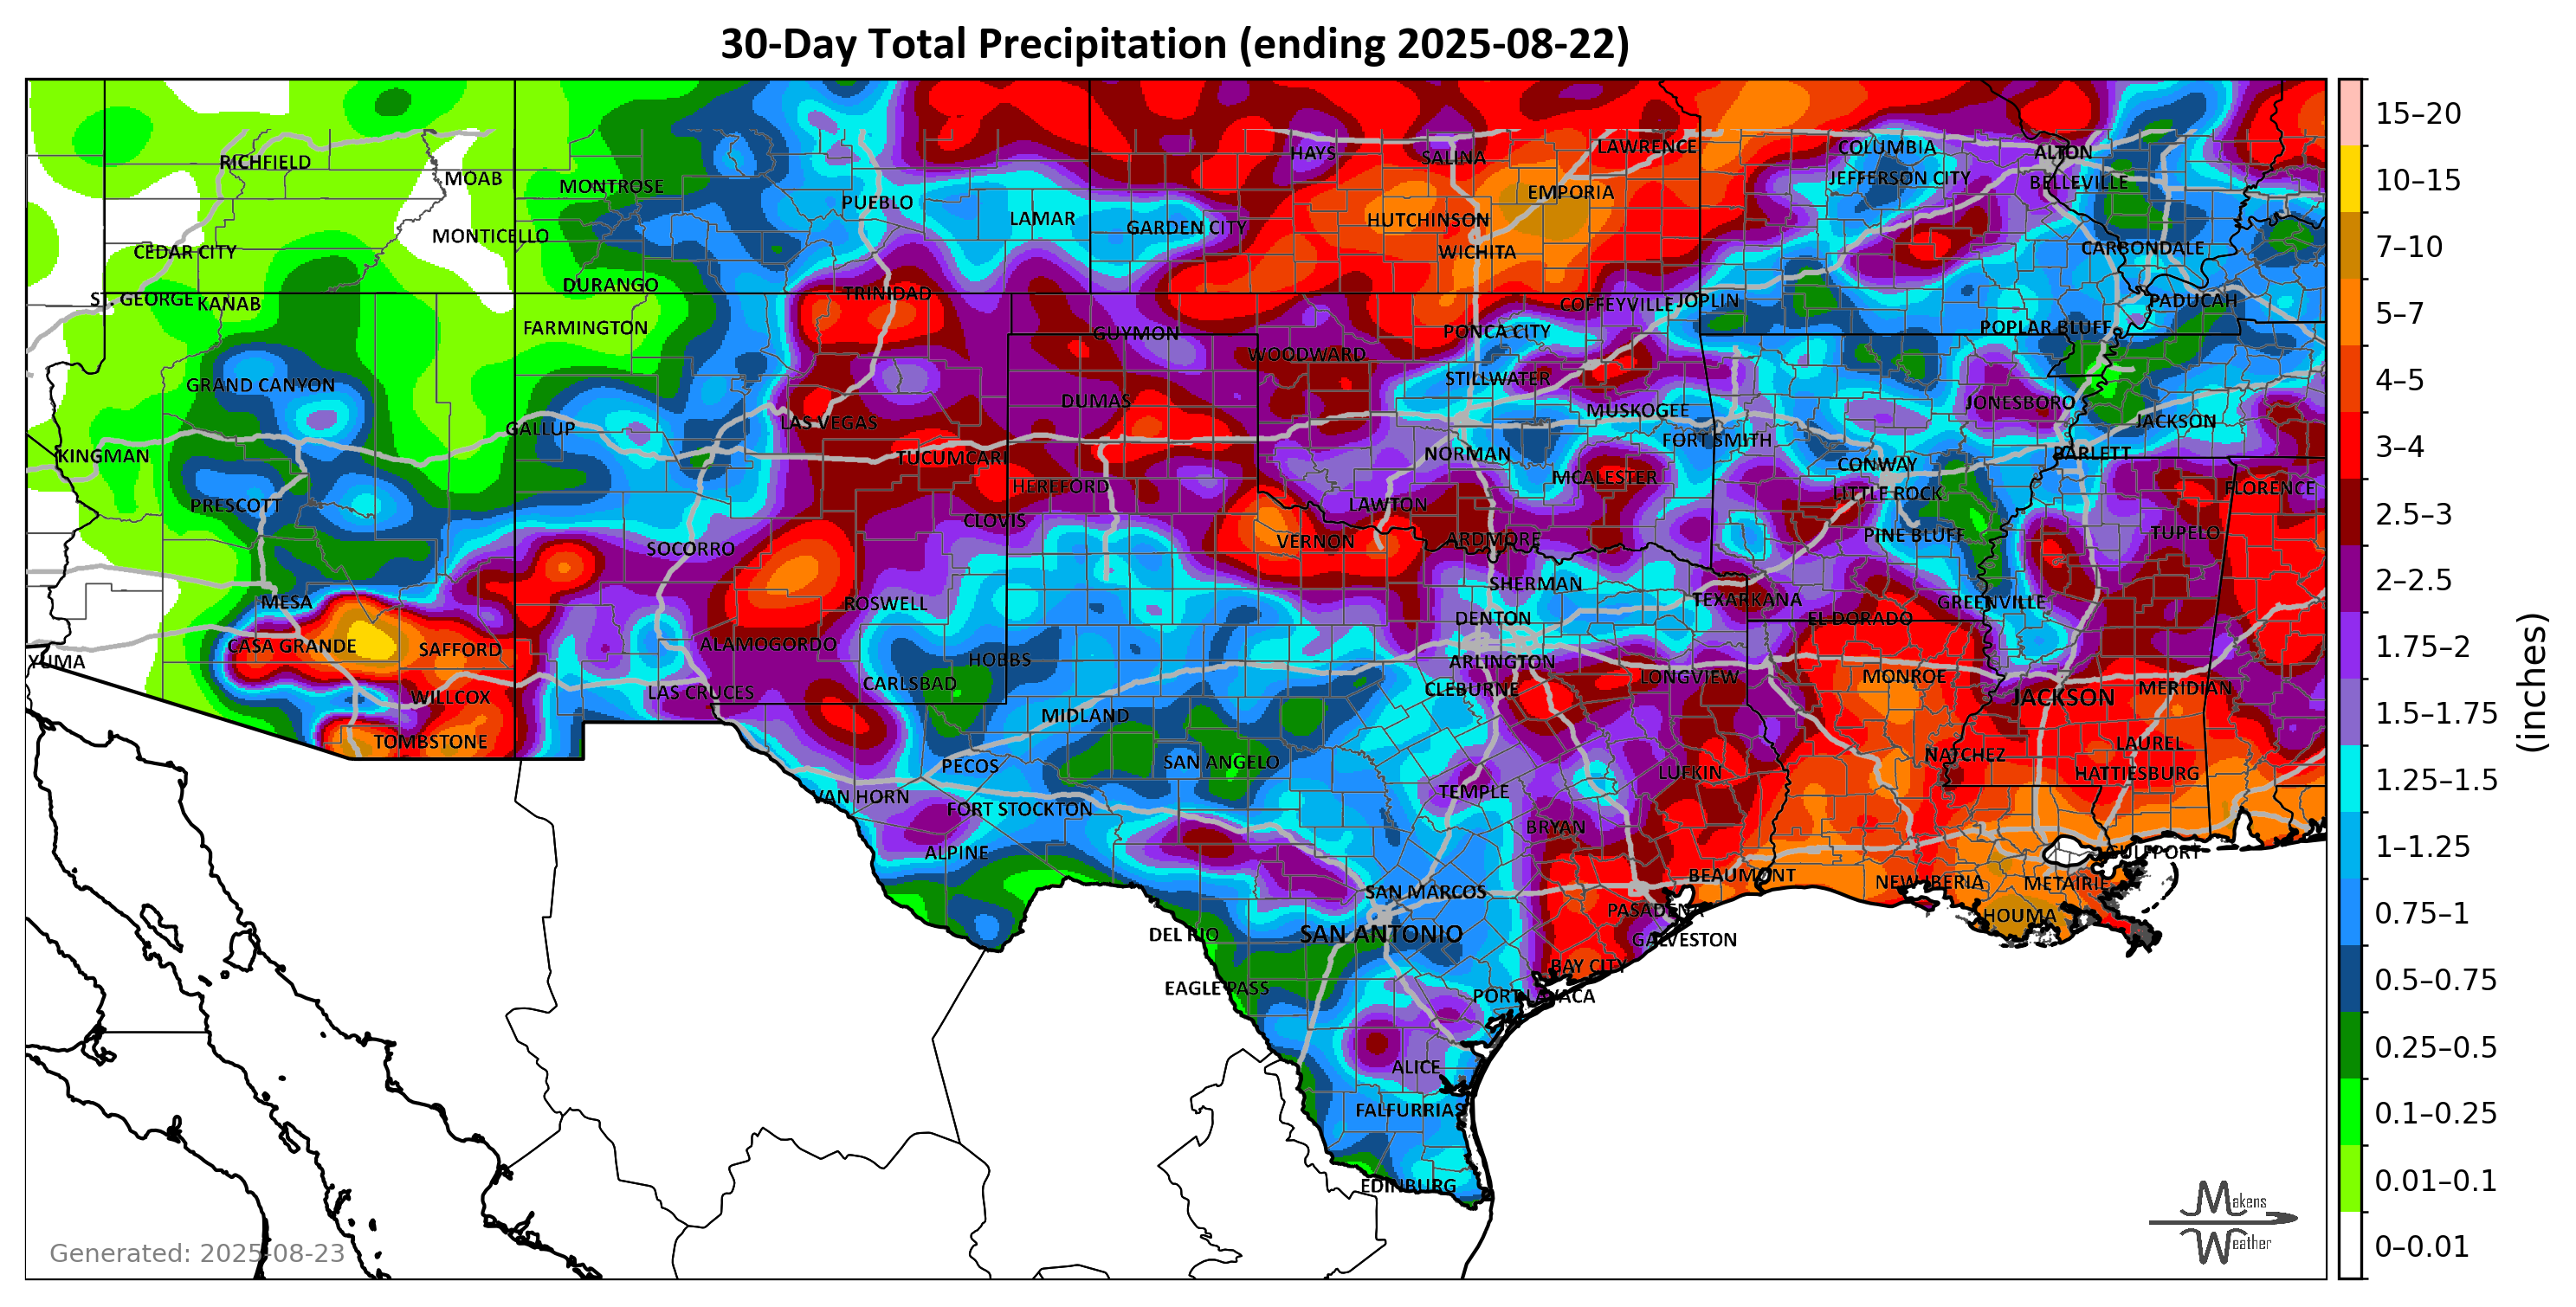 30-Day Total Precipitation (ending 2025-08-22)
HAYS
SALINA
LAWRENCE
COLUMBIA
ALTON
RICHFIELD
MOAB
MONTROSE
PUEBLO
LAMAR
GARDEN CITY
HUTCHINSON
EMPORIA
JEFFERSON CITY
BELLEVILLE
CEDAR CITY
MONTICELLO
WICHITA
CARBONDALE
ST. GEORGE
KANAB
DURANGO
TRINIDAD
COFFEYVILLE
JOPLIN
PADUCAH
FARMINGTON
GUYMON
PONCA CITY
POPLAR BLUFF
WOODWARD
GRAND CANYON
DUMAS
STILLWATER
MUSKOGEE
JONESBORO
GALLUP
LAS VEGAS
JACKSON
KINGMAN
TUCUMCARI
NORMAN
FORT SMITH
CONWAY
BARLETT
PRESCOTT
HEREFORD
LAWTON
MCALESTER
LITTLE ROCK
FLORENCE
CLOVIS
SOCORRO
VERNON
ARDMORE
PINE BLUFF
TUPELO
MESA
ROSWELL
SHERMAN
TEXARKANA
GREENVILLE
CASA GRANDE
SAFFORD
ALAMOGORDO
DENTON
EL DORADO
YUMA
HOBBS
ARLINGTON
WILLCOX
LAS CRUCES
CARLSBAD
CLEBURNE
LONGVIEW
MONROE
JACKSON
MERIDIAN
TOMBSTONE
MIDLAND
NATCHEZ
LAUREL
PECOS
SAN ANGELO
LUFKIN
HATTIESBURG
VAN HORN
FORT STOCKTON
TEMPLE
ALPINE
BRYAN
GULFPORT
SAN MARCOS
BEAUMONT
NEW IBERIA
METAIRIE
DEL RIO
SAN ANTONIO
PASADENA
GALVESTON
HOUMA
EAGLE PASS
BAY CITY
PORT LAVACA
ALICE
FALFURRIAS
EDINBURG
Generated: 2025-08-23
Makens
Weather
15–20
10–15
7–10
5–7
4–5
3–4
2.5–3
2–2.5
1.75–2
1.5–1.75
1.25–1.5
1–1.25
0.75–1
0.5–0.75
0.25–0.5
0.1–0.25
0.01–0.1
0–0.01
(inches)